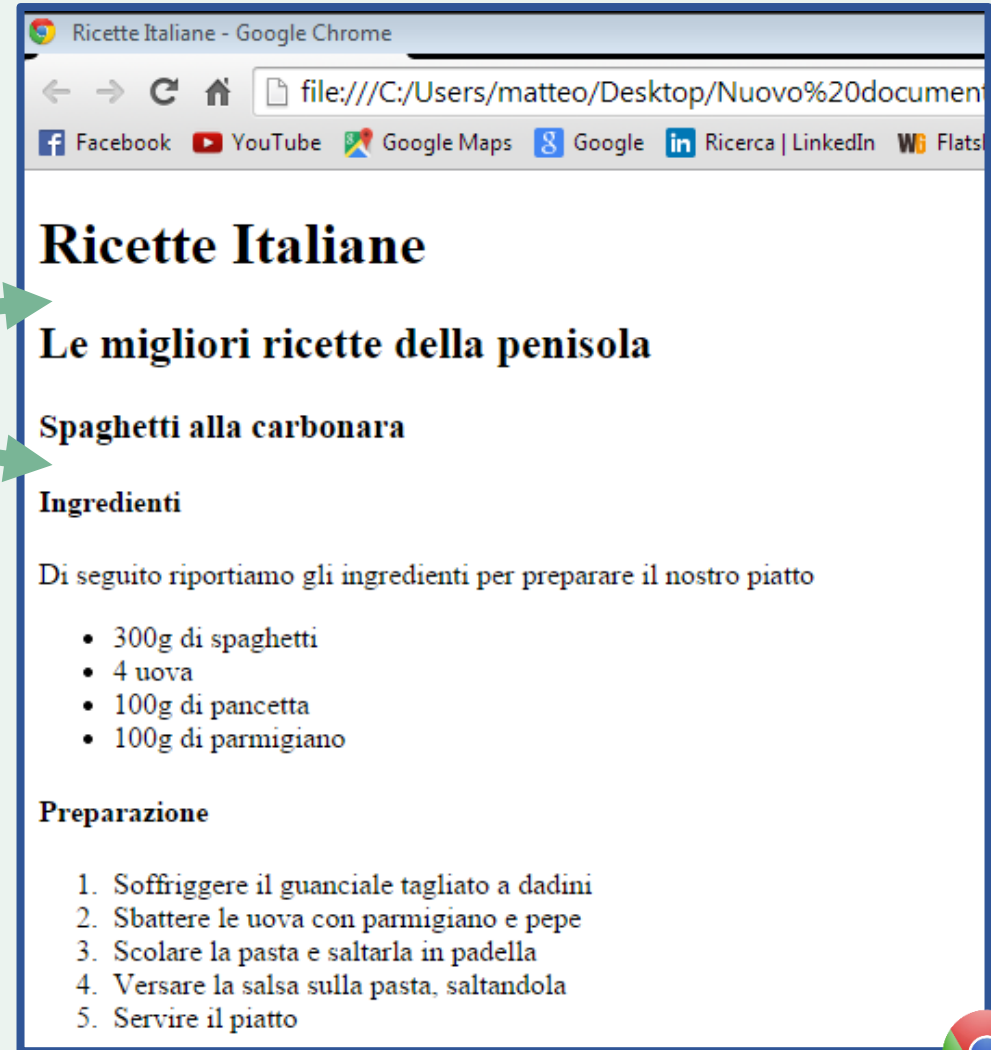 Ricette Italiane - Google Chrome
file:///C:/Users/matteo/Desktop/Nuovo%20document
Facebook YouTube Google Maps Google Ricerca | LinkedIn Flatsl
Ricette Italiane
Le migliori ricette della penisola
Spaghetti alla carbonara
Ingredienti
Di seguito riportiamo gli ingredienti per preparare il nostro piatto
• 300g di spaghetti
• 4 uova
• 100g di pancetta
• 100g di parmigiano
Preparazione
1. Soffriggere il guanciale tagliato a dadini
2. Sbattere le uova con parmigiano e pepe
3. Scolare la pasta e saltarla in padella
4. Versare la salsa sulla pasta, saltandola
5. Servire il piatto